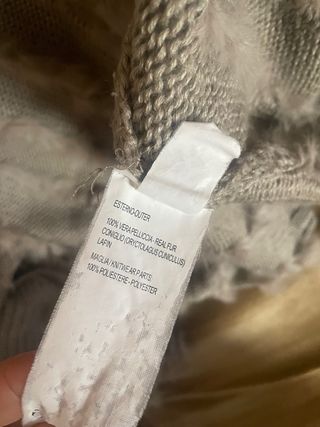 ESTERNO-OUTER
100% VERA PELLICCIA - REAL FUR
CONIGLIO (ORYCTOLAGUS CUNICULUS)
LAPIN
MAGLIA / KNITWEAR PARTS
100% POLIESTERE - POLYESTER